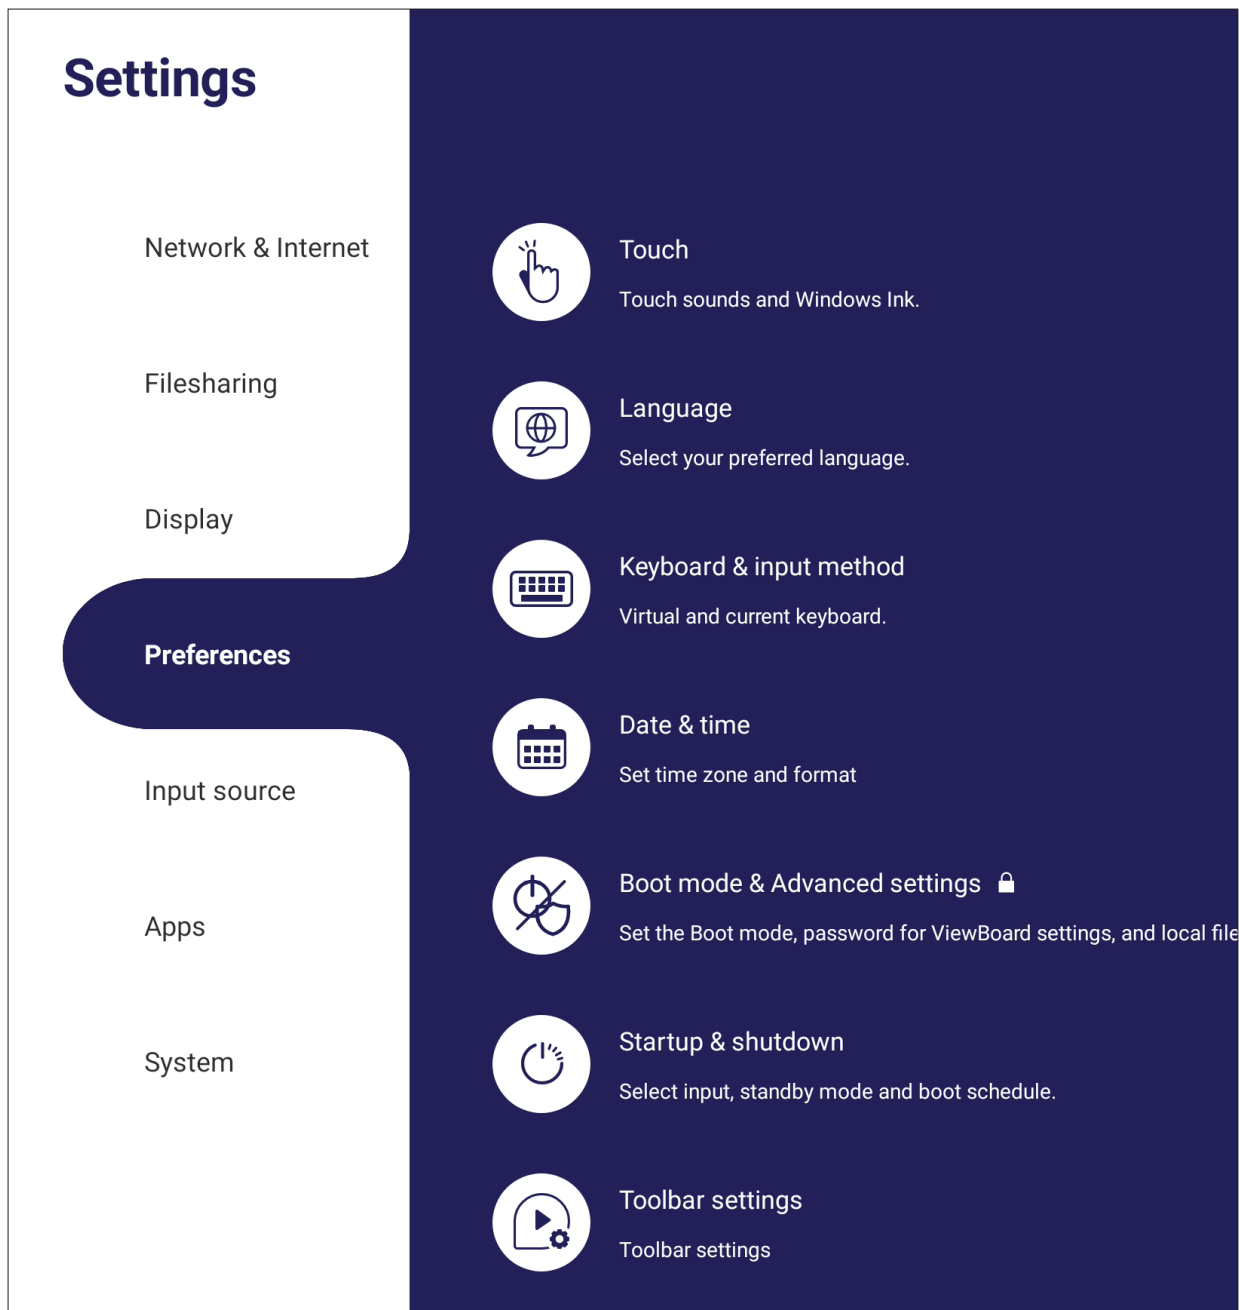 Settings
Network & Internet
Filesharing
Display
Preferences
Input source
Apps
System
Touch
Touch sounds and Windows Ink.
Language
Select your preferred language.
Keyboard & input method
Virtual and current keyboard.
Date & time
Set time zone and format
Boot mode & Advanced settings
Set the Boot mode, password for ViewBoard settings, and local file
Startup & shutdown
Select input, standby mode and boot schedule.
Toolbar settings
Toolbar settings